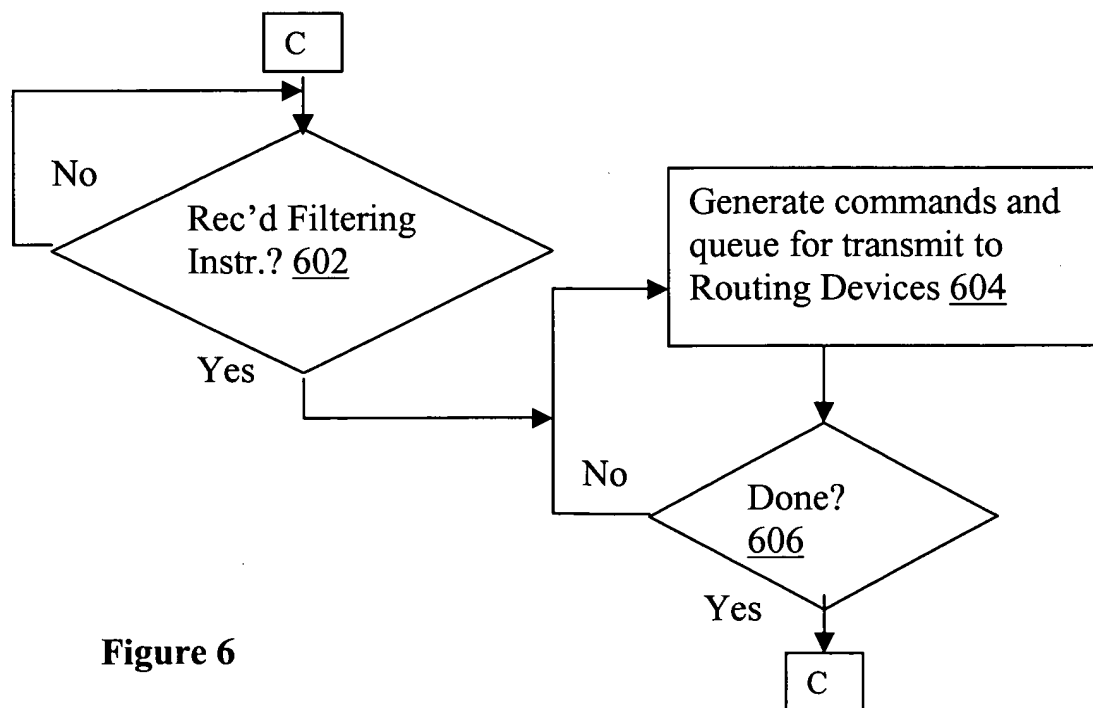 C
No
Rec'd Filtering
Instr.? 602
Yes
Generate commands and
queue for transmit to
Routing Devices 604
No
Done?
606
Yes
C
Figure 6